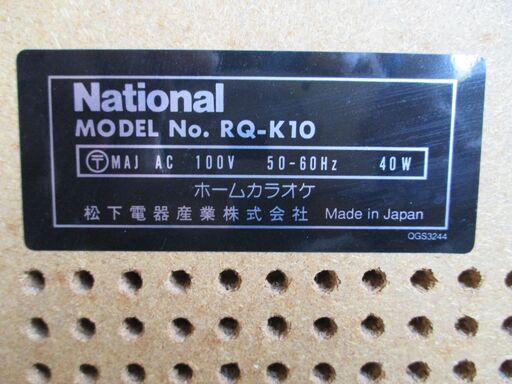 National
MODEL No. RQ-K10
〶 MAJ AC 100V 50-60Hz 40W
ホームカラオケ
松下電器産業株式会社 Made in Japan
QGS3244